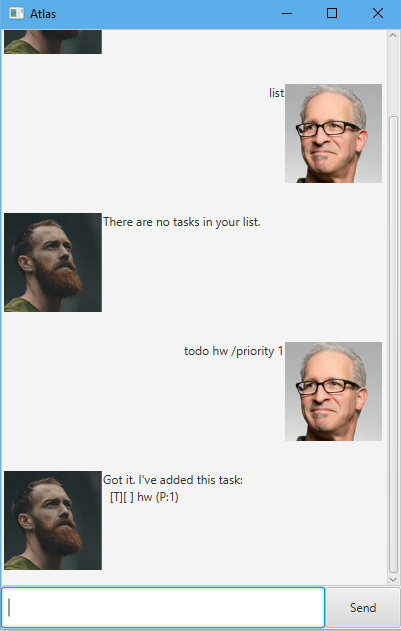 Atlas
list
There are no tasks in your list.
todo hw /priority 1
Got it. I've added this task:
[T][ ] hw (P:1)
Send